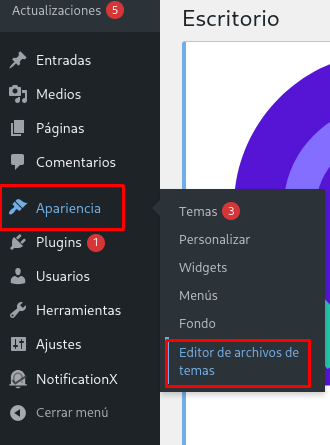 Actualizaciones 5
Escritorio
Entradas
Medios
Páginas
Comentarios
Apariencia
Temas 3
Personalizar
Widgets
Menús
Fondo
Editor de archivos de
temas
Plugins 1
Usuarios
Herramientas
Ajustes
NotificationX
Cerrar menú